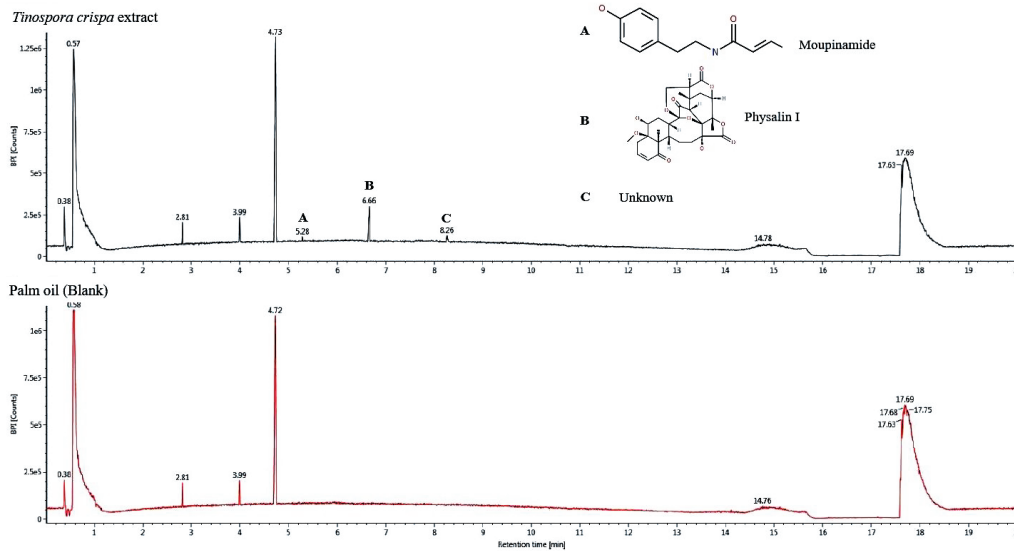 Tinospora crispa extract
1.25e6
1e6
7.5e5
5e5
2.5e5
0
BPI [Counts]
0.38
0.57
2.81
3.99
4.73
A
5.28
B
6.66
C
8.26
14.78
17.63
17.69
1 2 3 4 5 6 7 8 9 10 11 12 13 14 15 16 17 18 19
A
O
O
N
Moupinamide
B
Physalin I
C Unknown
Palm oil (Blank)
1e6
7.5e5
5e5
2.5e5
0
BPI [Counts]
0.38
0.58
2.81
3.99
4.72
14.76
17.69
17.68
17.75
17.63
1 2 3 4 5 6 7 8 9 10 11 12 13 14 15 16 17 18 19
Retention time [min]